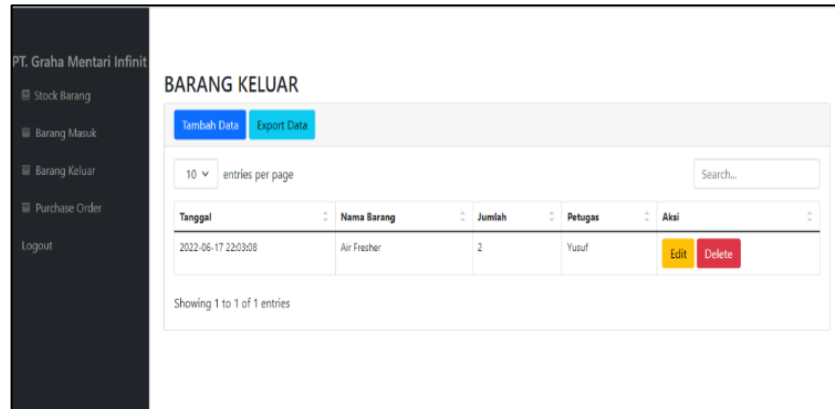 PT. Graha Mentari Infinit
Stock Barang
Barang Masuk
Barang Keluar
Purchase Order
Logout
BARANG KELUAR
Tambah Data Export Data
10 entries per page Search...
Tanggal Nama Barang Jumlah Petugas Aksi
2022-06-17 22:03:08 Air Fresher 2 Yusuf Edit Delete
Showing 1 to 1 of 1 entries